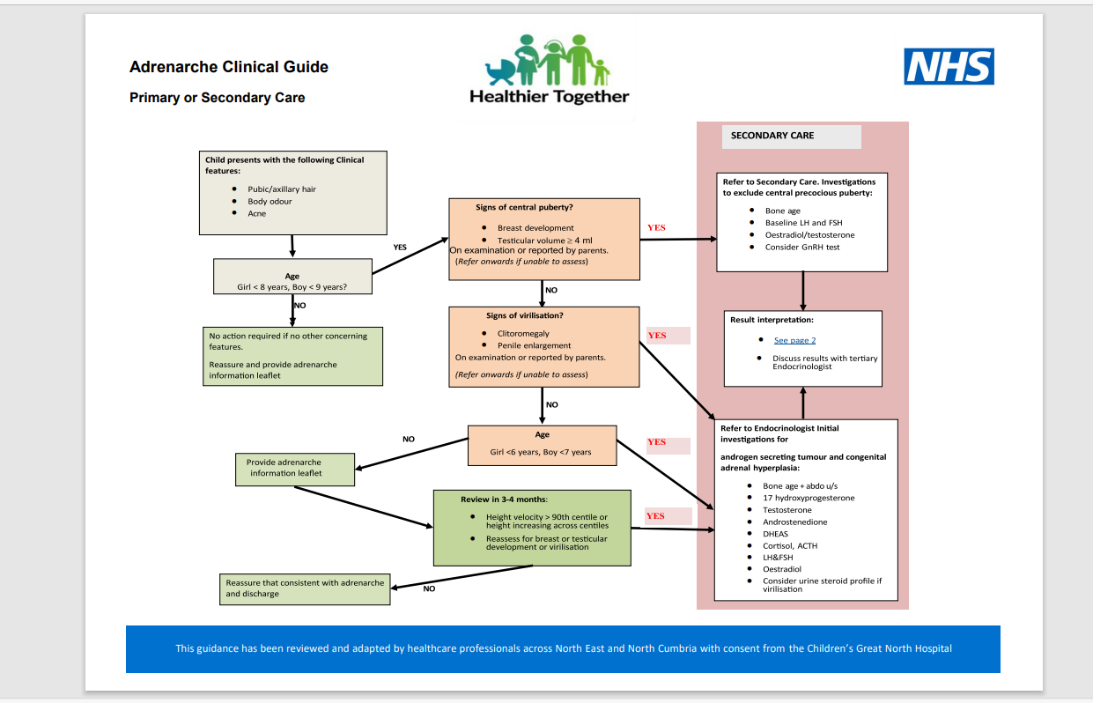 Adrenarche Clinical Guide
Primary or Secondary Care
Healthier Together
NHS
Child presents with the following Clinical
features:
• Pubic/axillary hair
• Body odour
• Acne
Age
Girl < 8 years, Boy < 9 years?
YES
NO
No action required if no other concerning
features.
Reassure and provide adrenarche
information leaflet
Signs of central puberty?
• Breast development
• Testicular volume ≥ 4 ml
On examination or reported by parents.
(Refer onwards if unable to assess)
YES
NO
Signs of virilisation?
• Clitoromegaly
• Penile enlargement
On examination or reported by parents.
(Refer onwards if unable to assess)
YES
NO
Age
Girl <6 years, Boy <7 years
NO
YES
Provide adrenarche
information leaflet
Review in 3-4 months:
• Height velocity > 90th centile or
height increasing across centiles
• Reassess for breast or testicular
development or virilisation
YES
NO
Reassure that consistent with adrenarche
and discharge
SECONDARY CARE
Refer to Secondary Care. Investigations
to exclude central precocious puberty:
• Bone age
• Baseline LH and FSH
• Oestradiol/testosterone
• Consider GnRH test
Result interpretation:
• See page 2
• Discuss results with tertiary
Endocrinologist
Refer to Endocrinologist Initial
investigations for
androgen secreting tumour and congenital
adrenal hyperplasia:
• Bone age + abdo u/s
• 17 hydroxyprogesterone
• Testosterone
• Androstenedione
• DHEAS
• Cortisol, ACTH
• LH&FSH
• Oestradiol
• Consider urine steroid profile if
virilisation
This guidance has been reviewed and adapted by healthcare professionals across North East and North Cumbria with consent from the Children's Great North Hospital